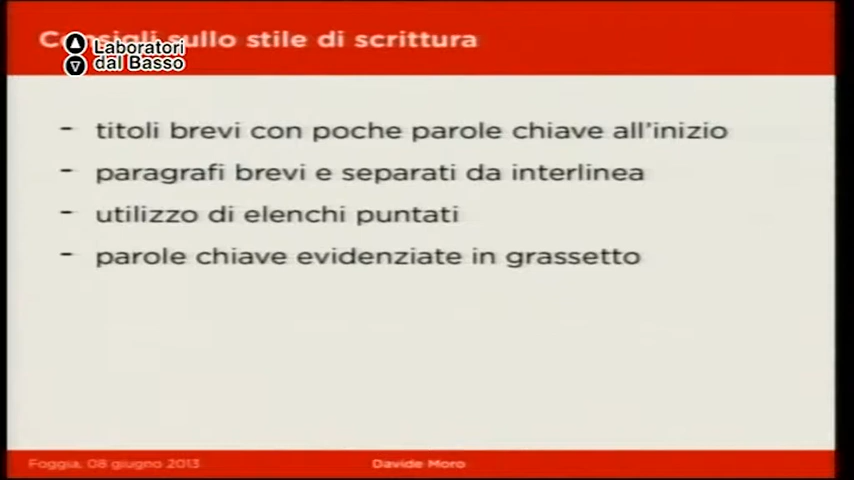 Consigli sullo stile di scrittura
Laboratori
dal Basso
- titoli brevi con poche parole chiave all'inizio
- paragrafi brevi e separati da interlinea
- utilizzo di elenchi puntati
- parole chiave evidenziate in grassetto
Foggia, 08 giugno 2013
Davide Moro